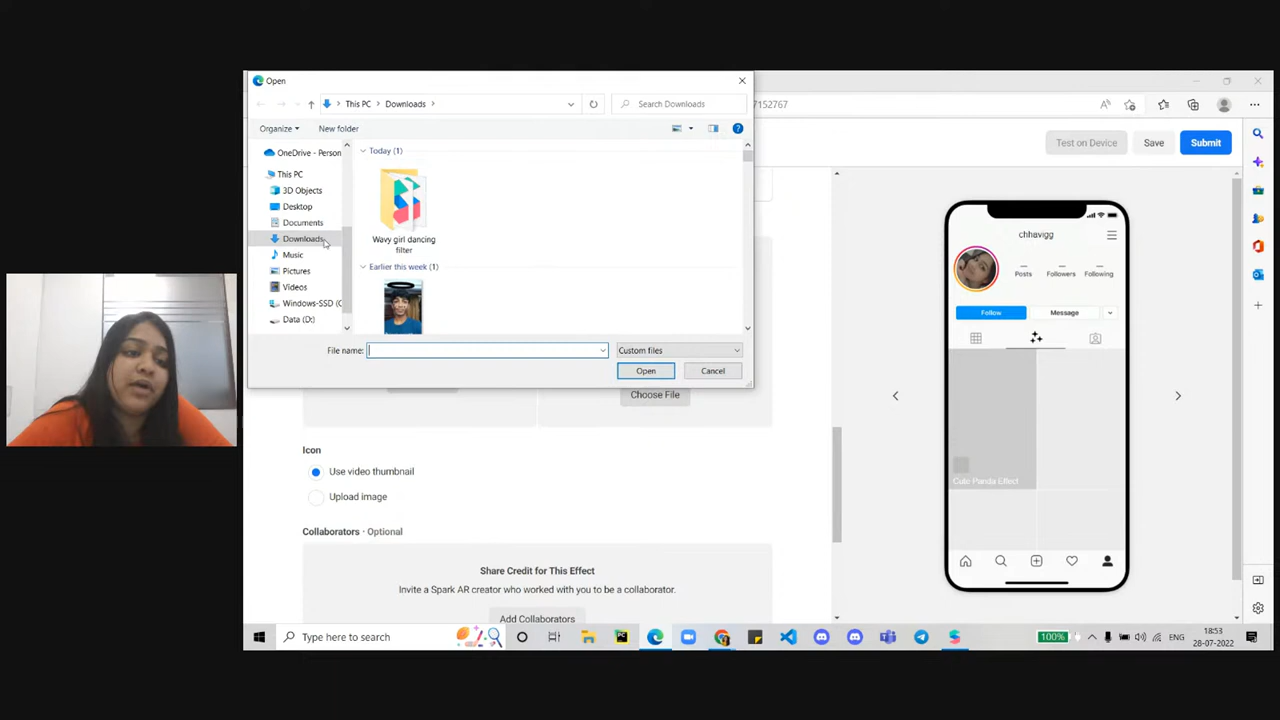 Open
This PC
Downloads
Search Downloads
7152767
Organize
New folder
Test on Device
Save
Submit
OneDrive - Person
This PC
3D Objects
Desktop
Documents
Downloads
Music
Pictures
Videos
Windows-SSD (C
Data (D:)
Today (1)
Wavy girl dancing
filter
Earlier this week (1)
File name:
Custom files
Open
Cancel
Choose File
Icon
Use video thumbnail
Upload image
Collaborators · Optional
Share Credit for This Effect
Invite a Spark AR creator who worked with you to be a collaborator.
Add Collaborators
chhavigg
Posts
Followers
Following
Follow
Message
Cute Panda Effect
Type here to search
100%
ENG
18:53
28-07-2022